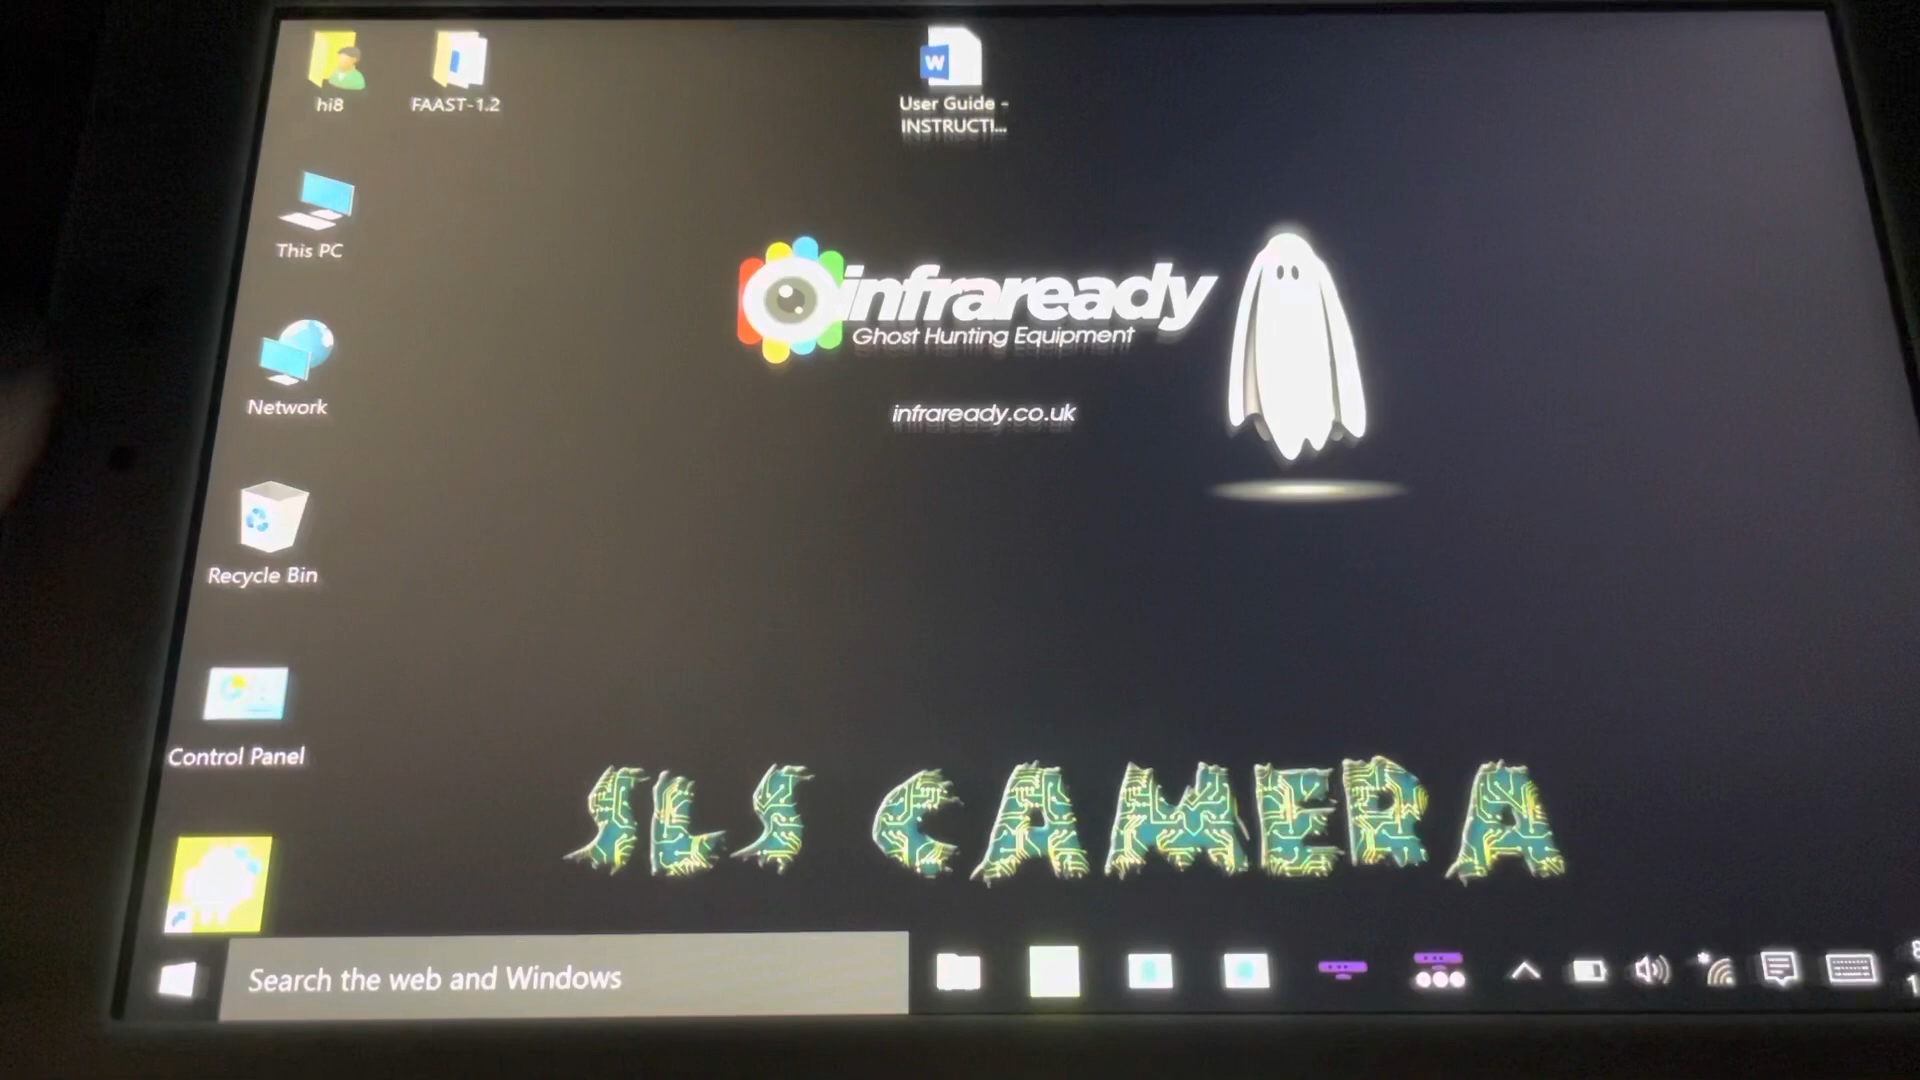 hi8
FAAST-1.2
User Guide -
INSTRUCTI...
This PC
infraready
Ghost Hunting Equipment
infraready.co.uk
Network
Recycle Bin
Control Panel
SLS CAMERA
Search the web and Windows